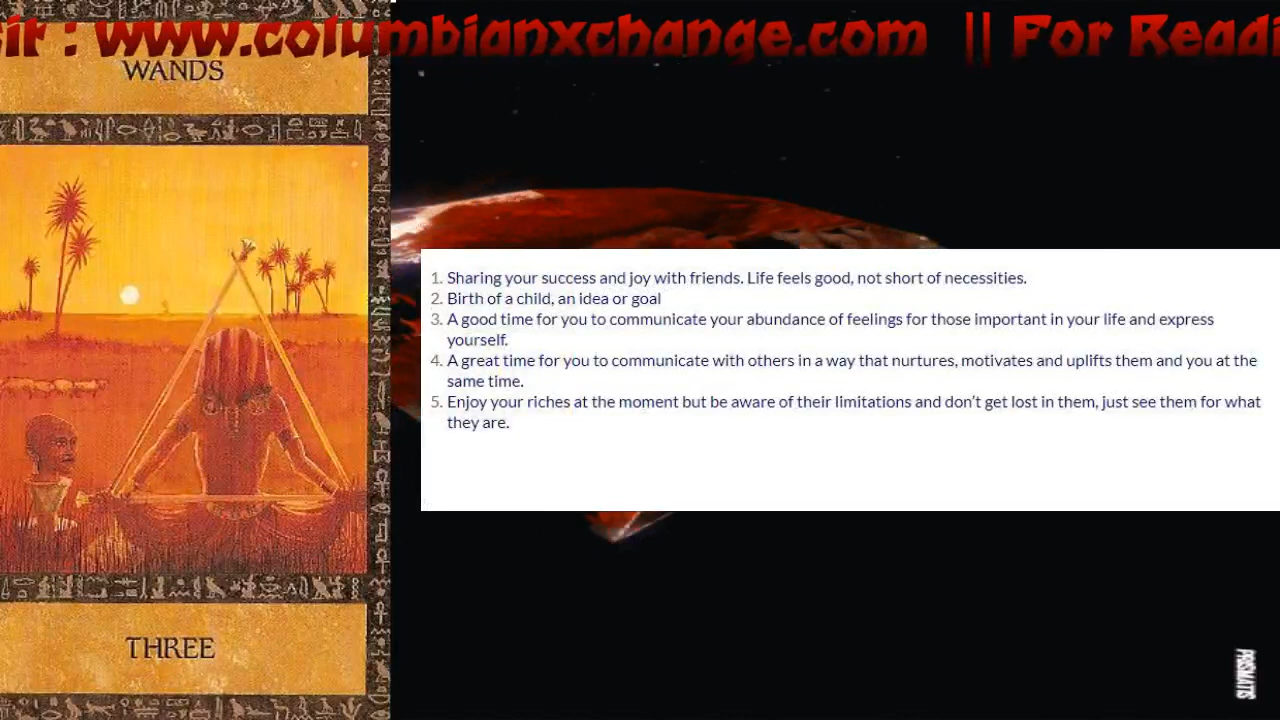 ir : www.columbianxchange.com || For Readi
WANDS
1. Sharing your success and joy with friends. Life feels good, not short of necessities.
2. Birth of a child, an idea or goal
3. A good time for you to communicate your abundance of feelings for those important in your life and express
yourself.
4. A great time for you to communicate with others in a way that nurtures, motivates and uplifts them and you at the
same time.
5. Enjoy your riches at the moment but be aware of their limitations and don’t get lost in them, just see them for what
they are.
THREE
PRISMATIS